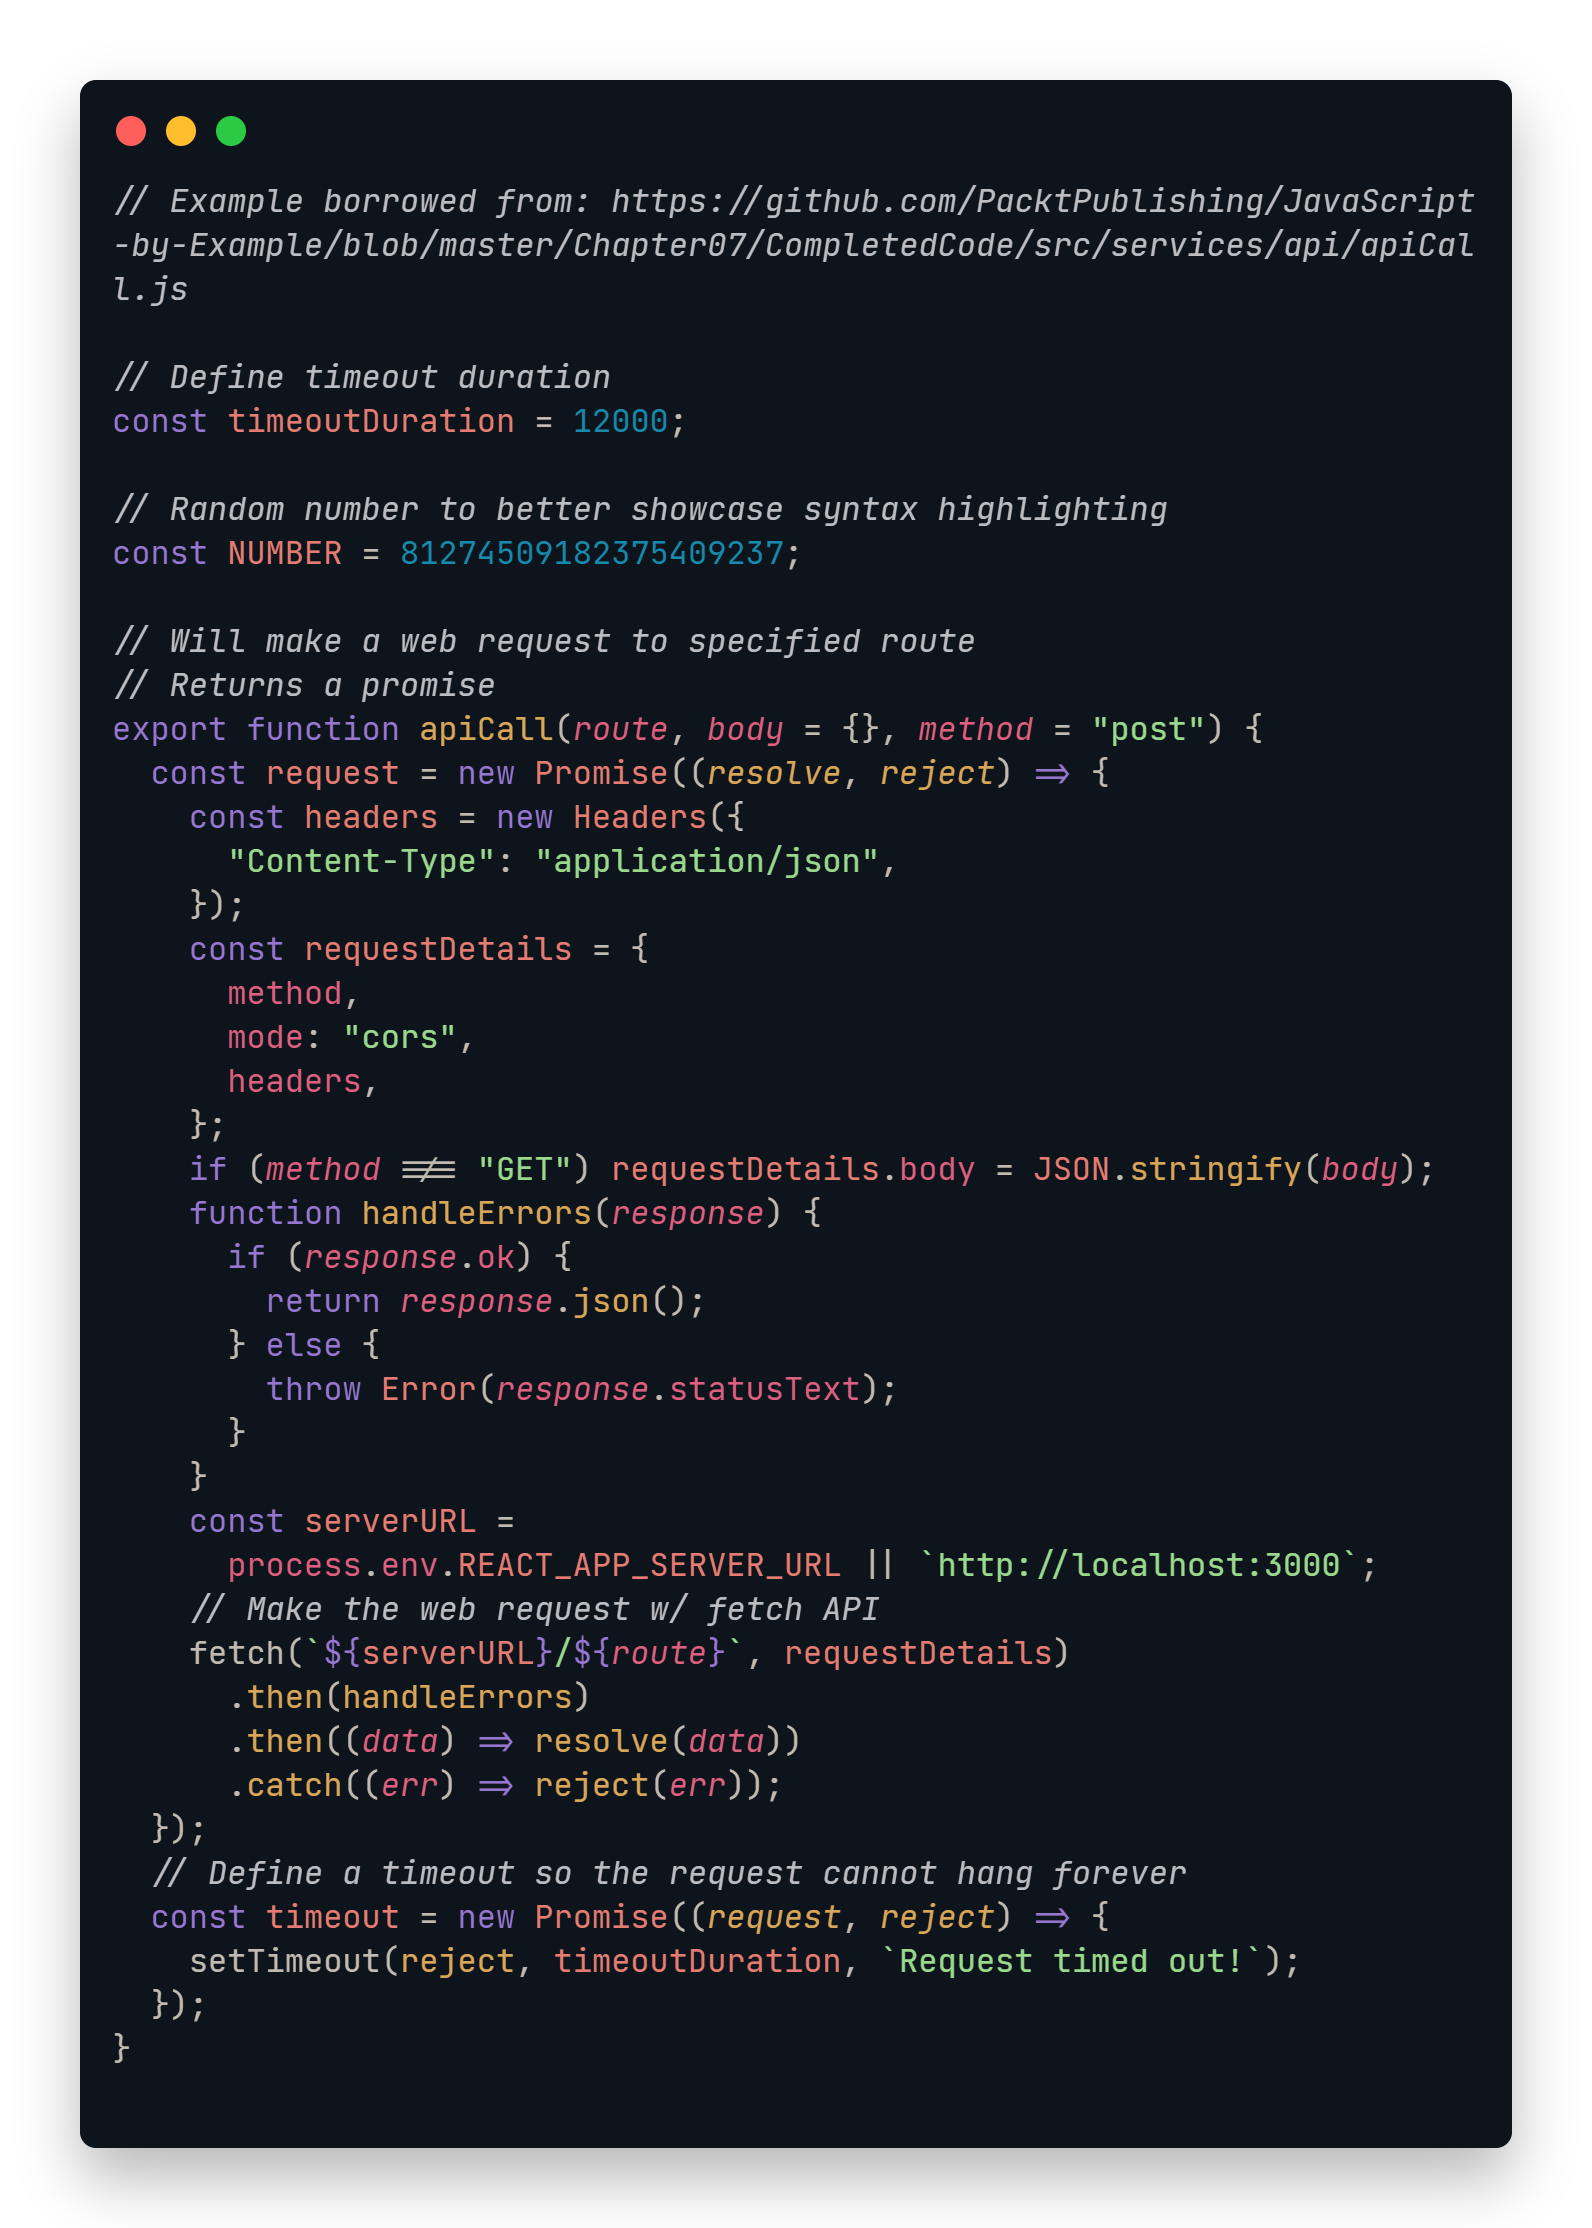 // Example borrowed from: https://github.com/PacktPublishing/JavaScript
-by-Example/blob/master/Chapter07/CompletedCode/src/services/api/apiCal
l.js

// Define timeout duration
const timeoutDuration = 12000;

// Random number to better showcase syntax highlighting
const NUMBER = 81274509182375409237;

// Will make a web request to specified route
// Returns a promise
export function apiCall(route, body = {}, method = "post") {
  const request = new Promise((resolve, reject) => {
    const headers = new Headers({
      "Content-Type": "application/json",
    });
    const requestDetails = {
      method,
      mode: "cors",
      headers,
    };
    if (method !== "GET") requestDetails.body = JSON.stringify(body);
    function handleErrors(response) {
      if (response.ok) {
        return response.json();
      } else {
        throw Error(response.statusText);
      }
    }
    const serverURL =
      process.env.REACT_APP_SERVER_URL || `http://localhost:3000`;
    // Make the web request w/ fetch API
    fetch(`${serverURL}/${route}`, requestDetails)
      .then(handleErrors)
      .then((data) => resolve(data))
      .catch((err) => reject(err));
  });
  // Define a timeout so the request cannot hang forever
  const timeout = new Promise((request, reject) => {
    setTimeout(reject, timeoutDuration, `Request timed out!`);
  });
}